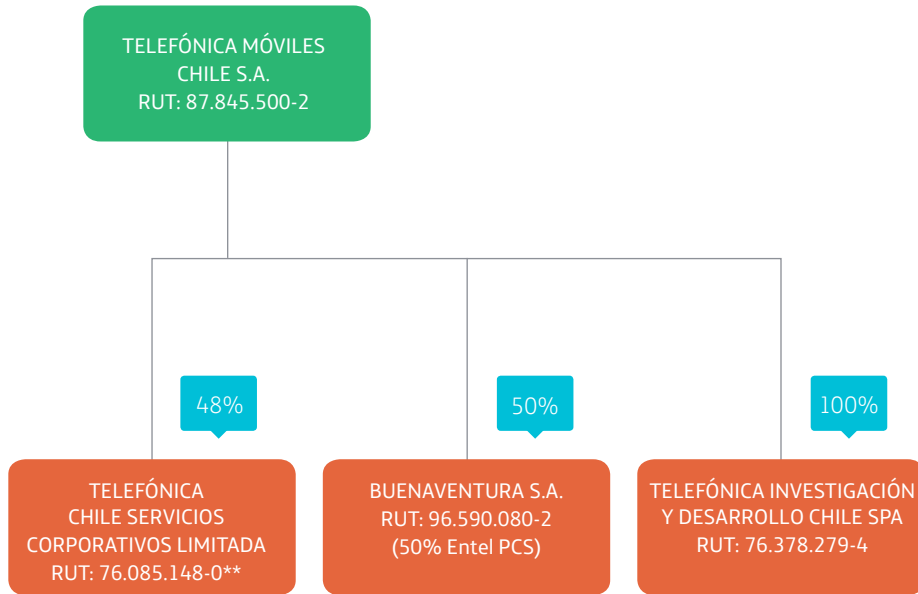 TELEFÓNICA MÓVILES
CHILE S.A.
RUT: 87.845.500-2
48%
50%
100%
TELEFÓNICA
CHILE SERVICIOS
CORPORATIVOS LIMITADA
RUT: 76.085.148-0**
BUENAVENTURA S.A.
RUT: 96.590.080-2
(50% Entel PCS)
TELEFÓNICA INVESTIGACIÓN
Y DESARROLLO CHILE SPA
RUT: 76.378.279-4